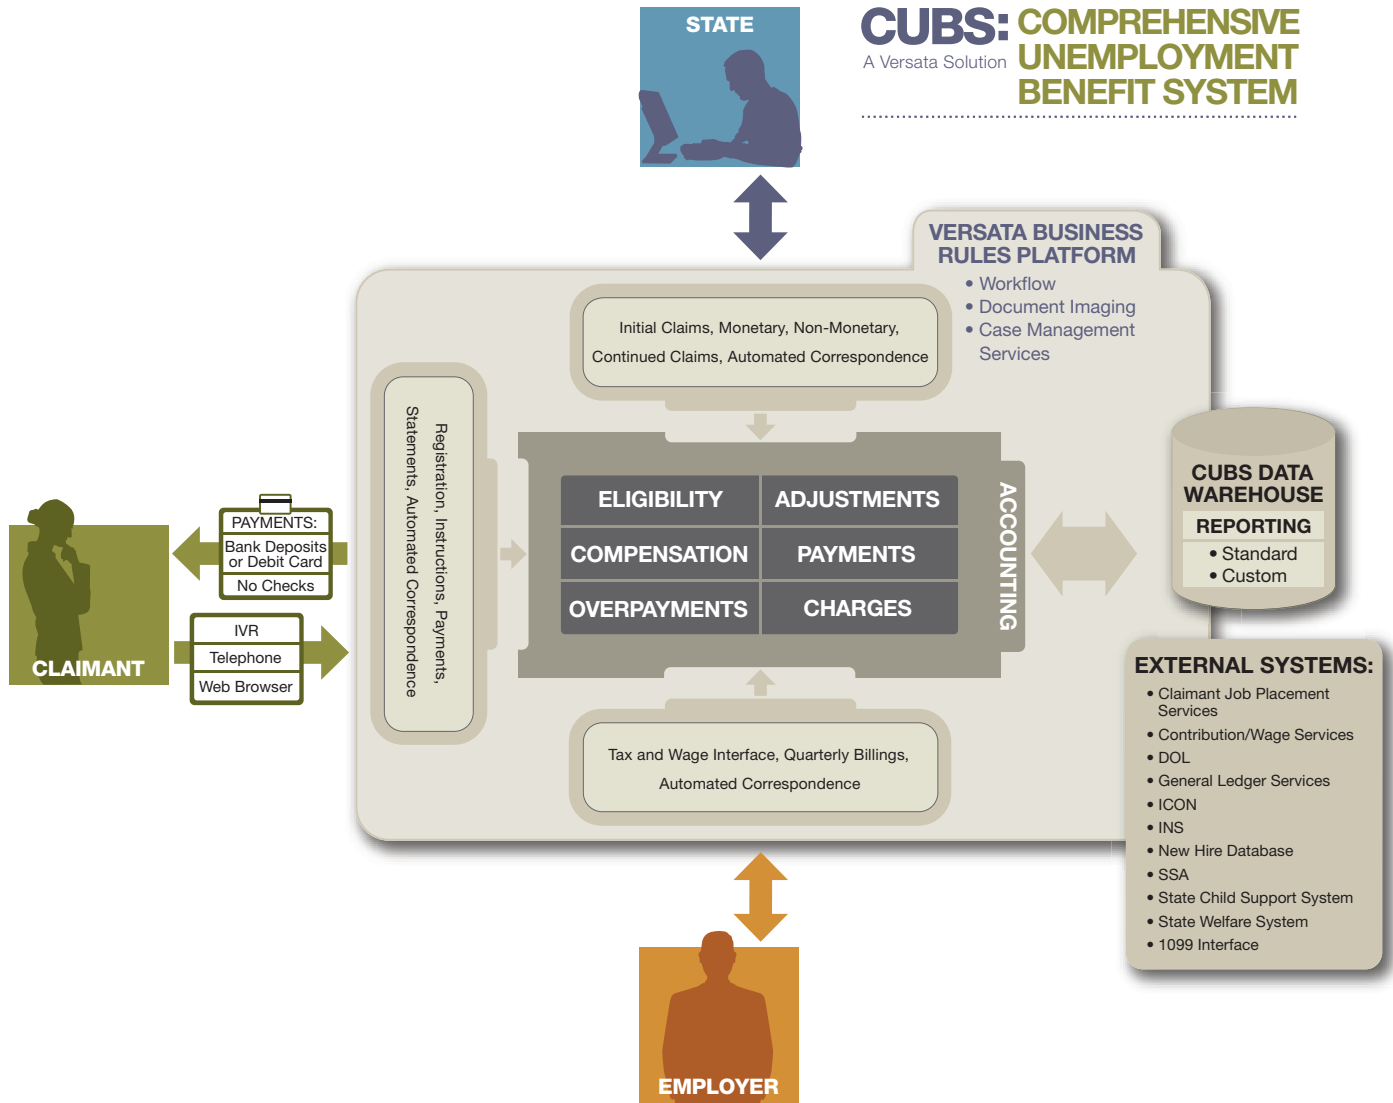 STATE
CUBS: COMPREHENSIVE
A Versata Solution UNEMPLOYMENT
BENEFIT SYSTEM
VERSATA BUSINESS
RULES PLATFORM
• Workflow
• Document Imaging
• Case Management
Services
Initial Claims, Monetary, Non-Monetary,
Continued Claims, Automated Correspondence
Registration, Instructions, Payments,
Statements, Automated Correspondence
PAYMENTS:
Bank Deposits
or Debit Card
No Checks
IVR
Telephone
Web Browser
CLAIMANT
ELIGIBILITY
ADJUSTMENTS
COMPENSATION
PAYMENTS
OVERPAYMENTS
CHARGES
ACCOUNTING
CUBS DATA
WAREHOUSE
REPORTING
• Standard
• Custom
Tax and Wage Interface, Quarterly Billings,
Automated Correspondence
EXTERNAL SYSTEMS:
• Claimant Job Placement
Services
• Contribution/Wage Services
• DOL
• General Ledger Services
• ICON
• INS
• New Hire Database
• SSA
• State Child Support System
• State Welfare System
• 1099 Interface
EMPLOYER